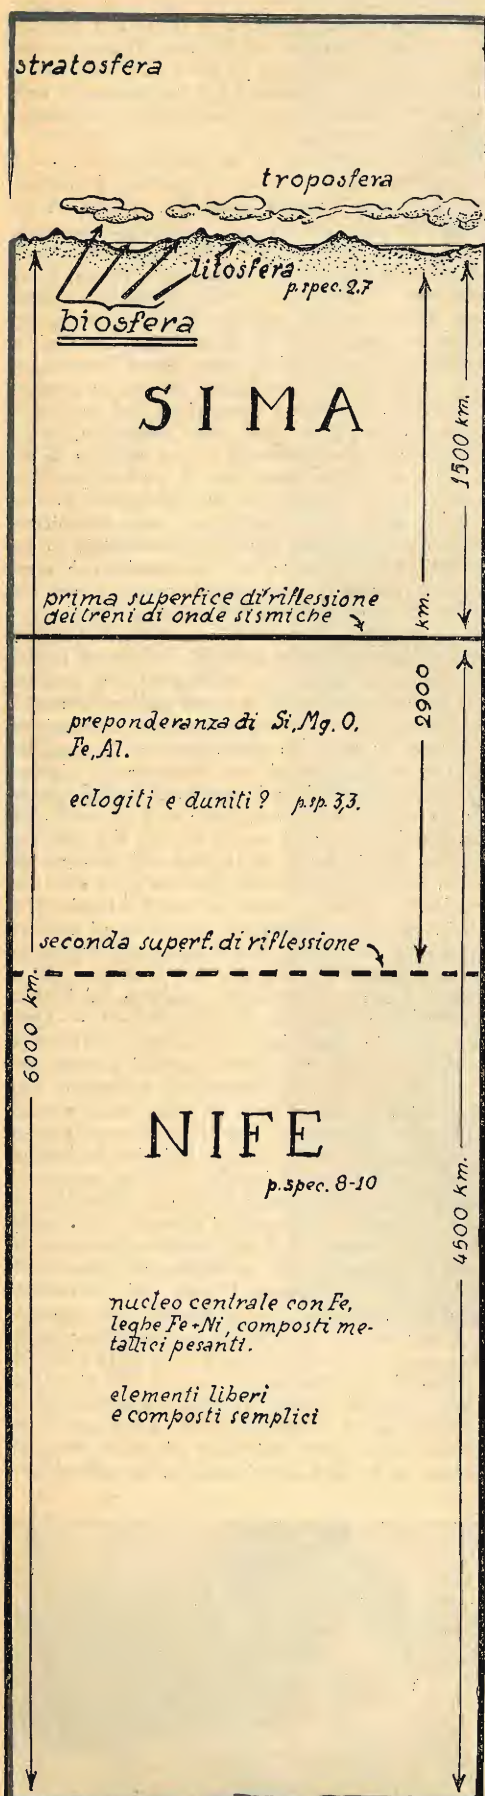 stratosfera
troposfera
litosfera
p. spec. 2.7
biosfera
SIMA
1500 km.
prima superfice di riflessione
dei treni di onde sismiche
2900 km.
preponderanza di Si, Mg. O,
Fe, Al.
eclogiti e duniti? p. sp. 3,3.
seconda superf. di riflessione
6000 km.
NIFE
p. spec. 8-10
4500 km.
nucleo centrale con Fe,
leghe Fe+Ni, composti me-
tallici pesanti.
elementi liberi
e composti semplici